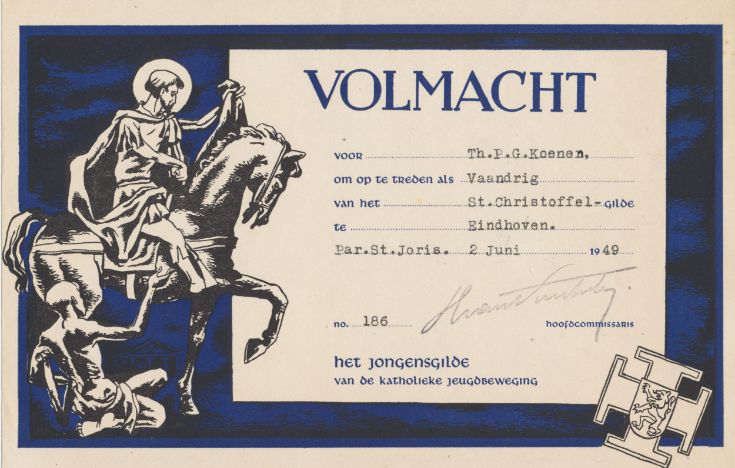 VOLMACHT
voor Th.P.G.Koenen,
om op te treden als Vaandrig
van het St.Christoffel-gilde
te Eindhoven.
Par.St.Joris. 2 Juni 1949
no. 186 hoofdcommissaris
het jongensgilde
van de katholieke jeugdbeweging